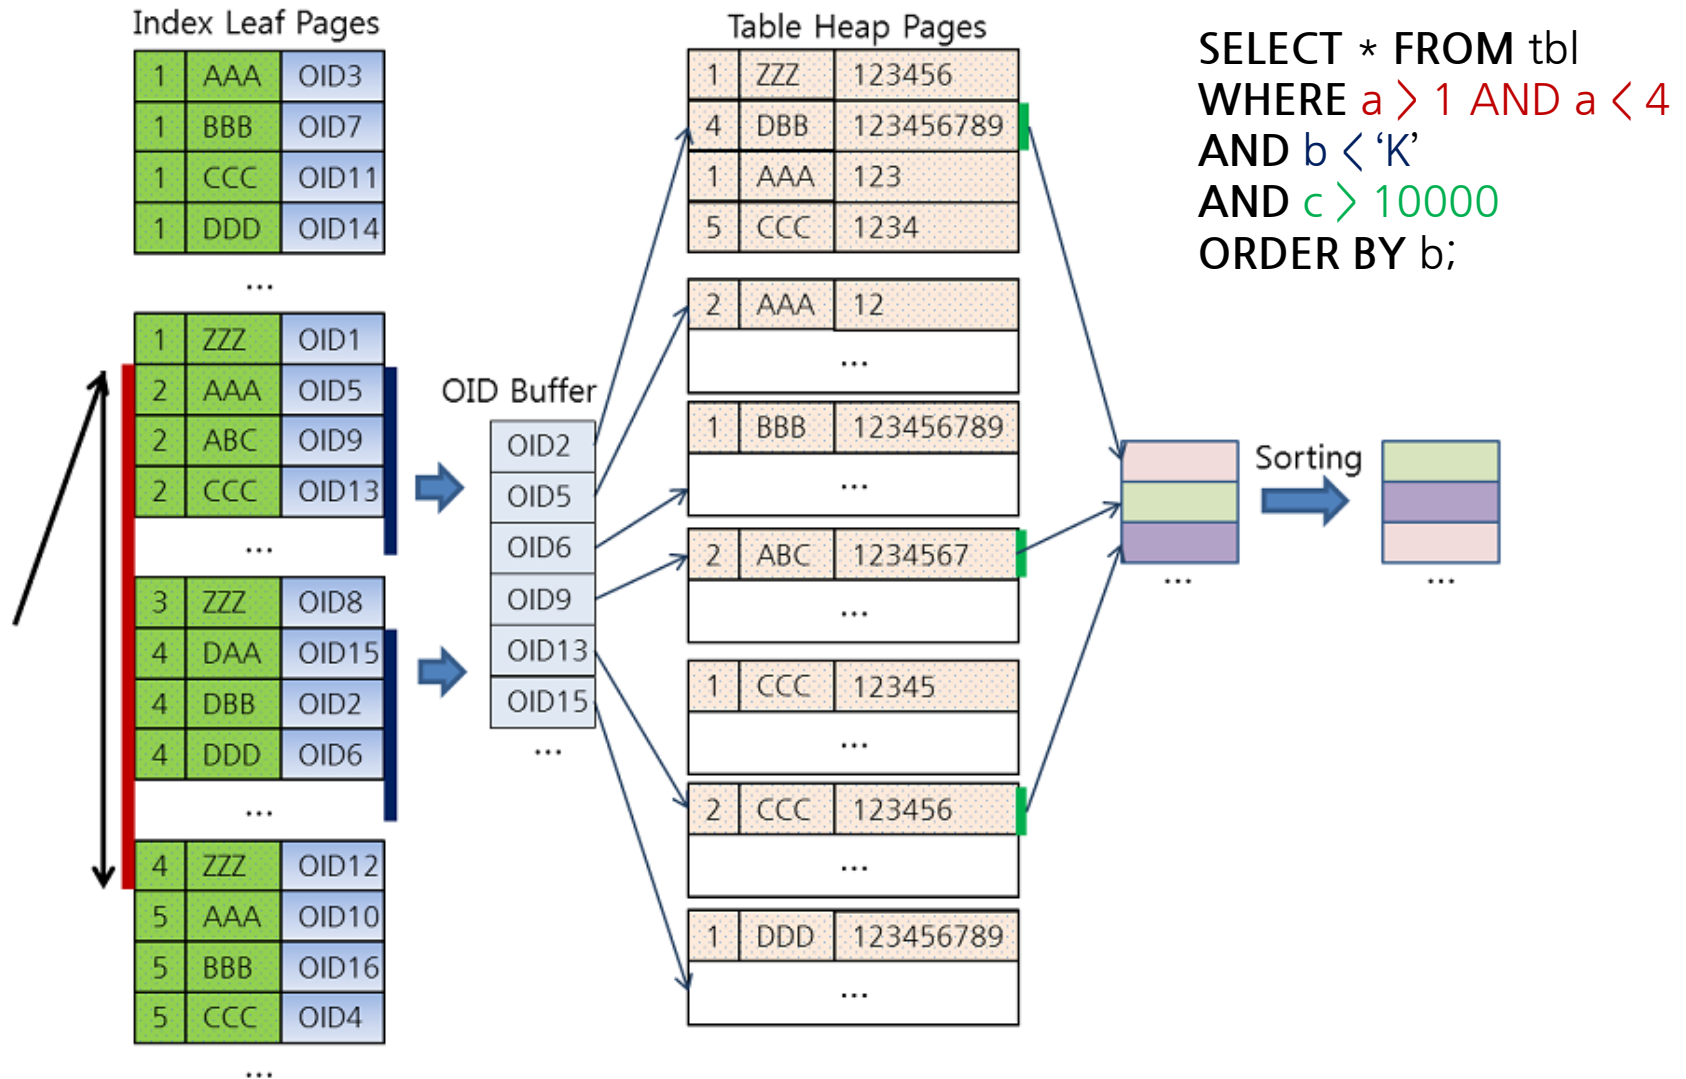 Index Leaf Pages
1 AAA OID3
1 BBB OID7
1 CCC OID11
1 DDD OID14
...
1 ZZZ OID1
2 AAA OID5
2 ABC OID9
2 CCC OID13
...
3 ZZZ OID8
4 DAA OID15
4 DBB OID2
4 DDD OID6
...
4 ZZZ OID12
5 AAA OID10
5 BBB OID16
5 CCC OID4
...
OID Buffer
OID2
OID5
OID6
OID9
OID13
OID15
...
Table Heap Pages
1 ZZZ 123456
4 DBB 123456789
1 AAA 123
5 CCC 1234
2 AAA 12
...
1 BBB 123456789
...
2 ABC 1234567
...
1 CCC 12345
...
2 CCC 123456
...
1 DDD 123456789
...
...
Sorting
...
SELECT * FROM tbl
WHERE a > 1 AND a < 4
AND b < ‘K’
AND c > 10000
ORDER BY b;